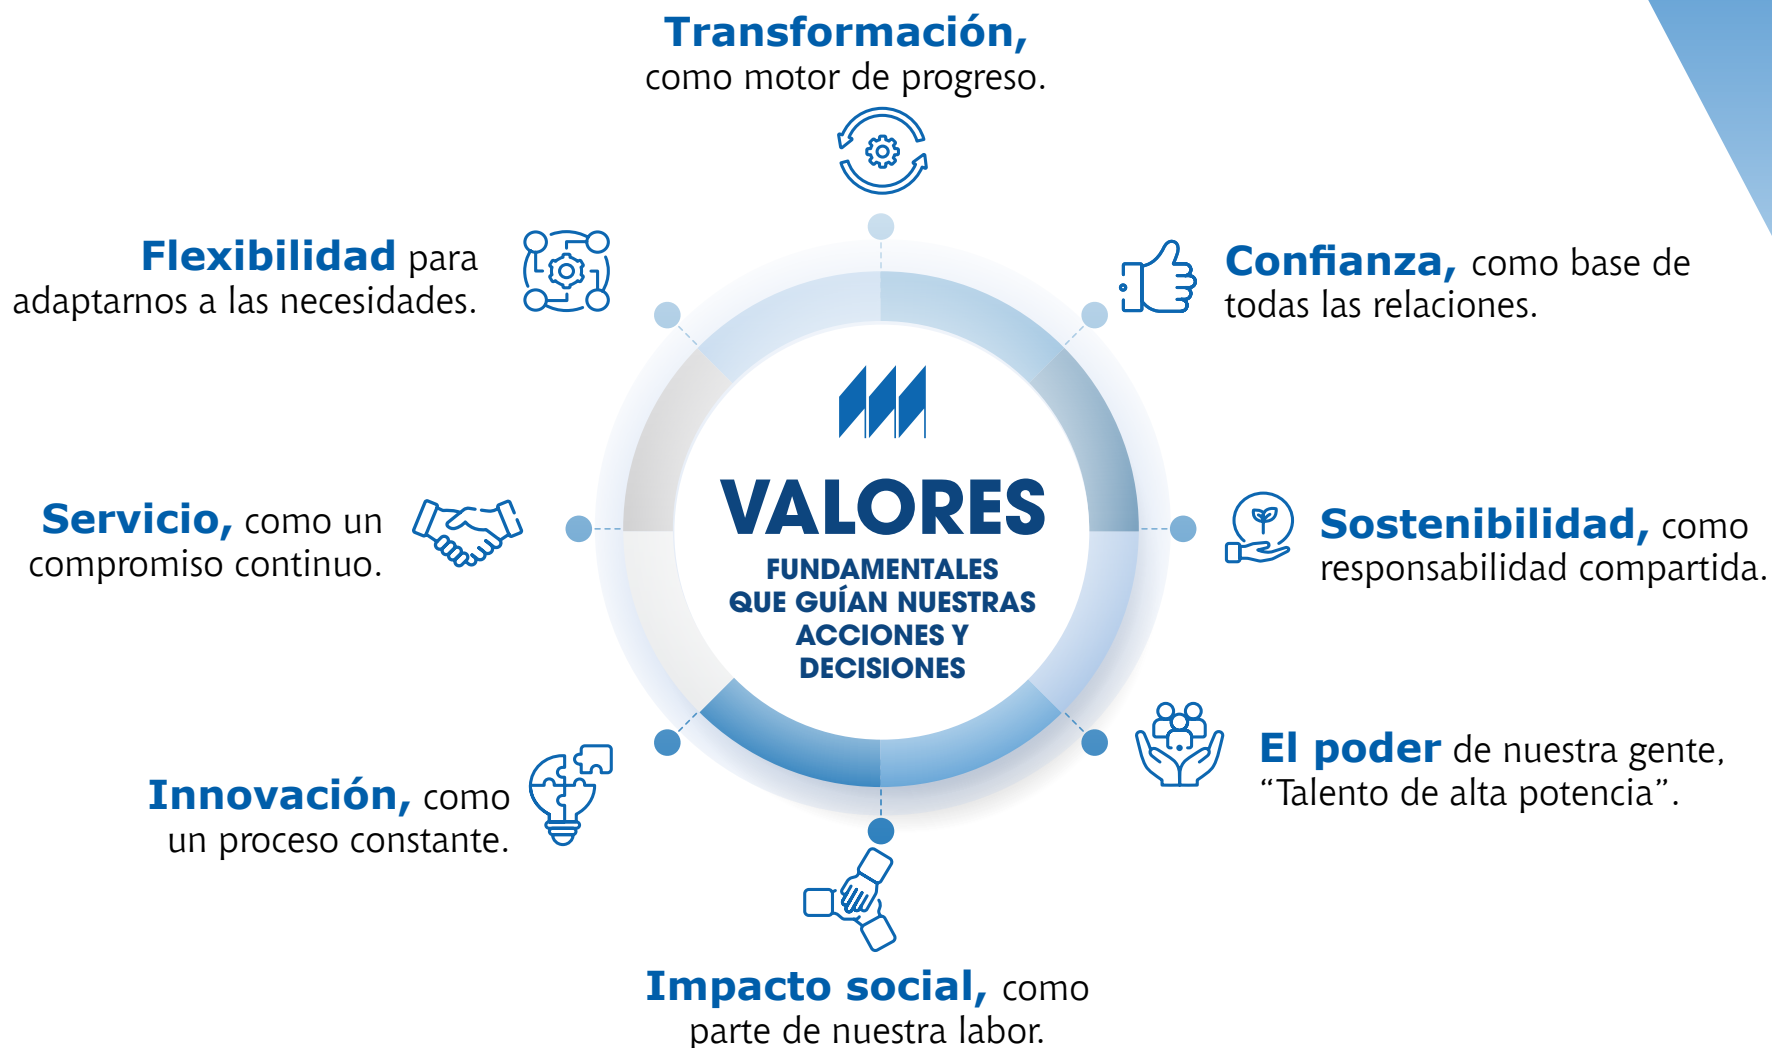 Transformación,
como motor de progreso.
Flexibilidad para
adaptarnos a las necesidades.
Confianza, como base de
todas las relaciones.
VALORES
FUNDAMENTALES
QUE GUÍAN NUESTRAS
ACCIONES Y
DECISIONES
Servicio, como un
compromiso continuo.
Sostenibilidad, como
responsabilidad compartida.
Innovación, como
un proceso constante.
El poder de nuestra gente,
“Talento de alta potencia”.
Impacto social, como
parte de nuestra labor.